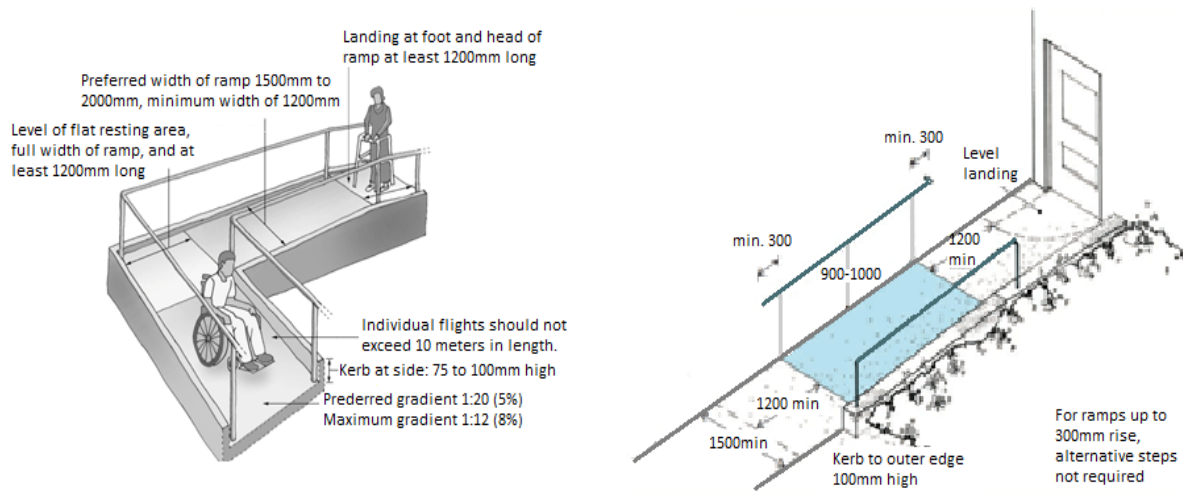 Landing at foot and head of
ramp at least 1200mm long
Preferred width of ramp 1500mm to
2000mm, minimum width of 1200mm
Level of flat resting area,
full width of ramp, and at
least 1200mm long
Individual flights should not
exceed 10 meters in length.
Kerb at side: 75 to 100mm high
Prederred gradient 1:20 (5%)
Maximum gradient 1:12 (8%)
min. 300
Level
landing
min. 300
1200
min
900-1000
1200 min
1500min
Kerb to outer edge
100mm high
For ramps up to
300mm rise,
alternative steps
not required